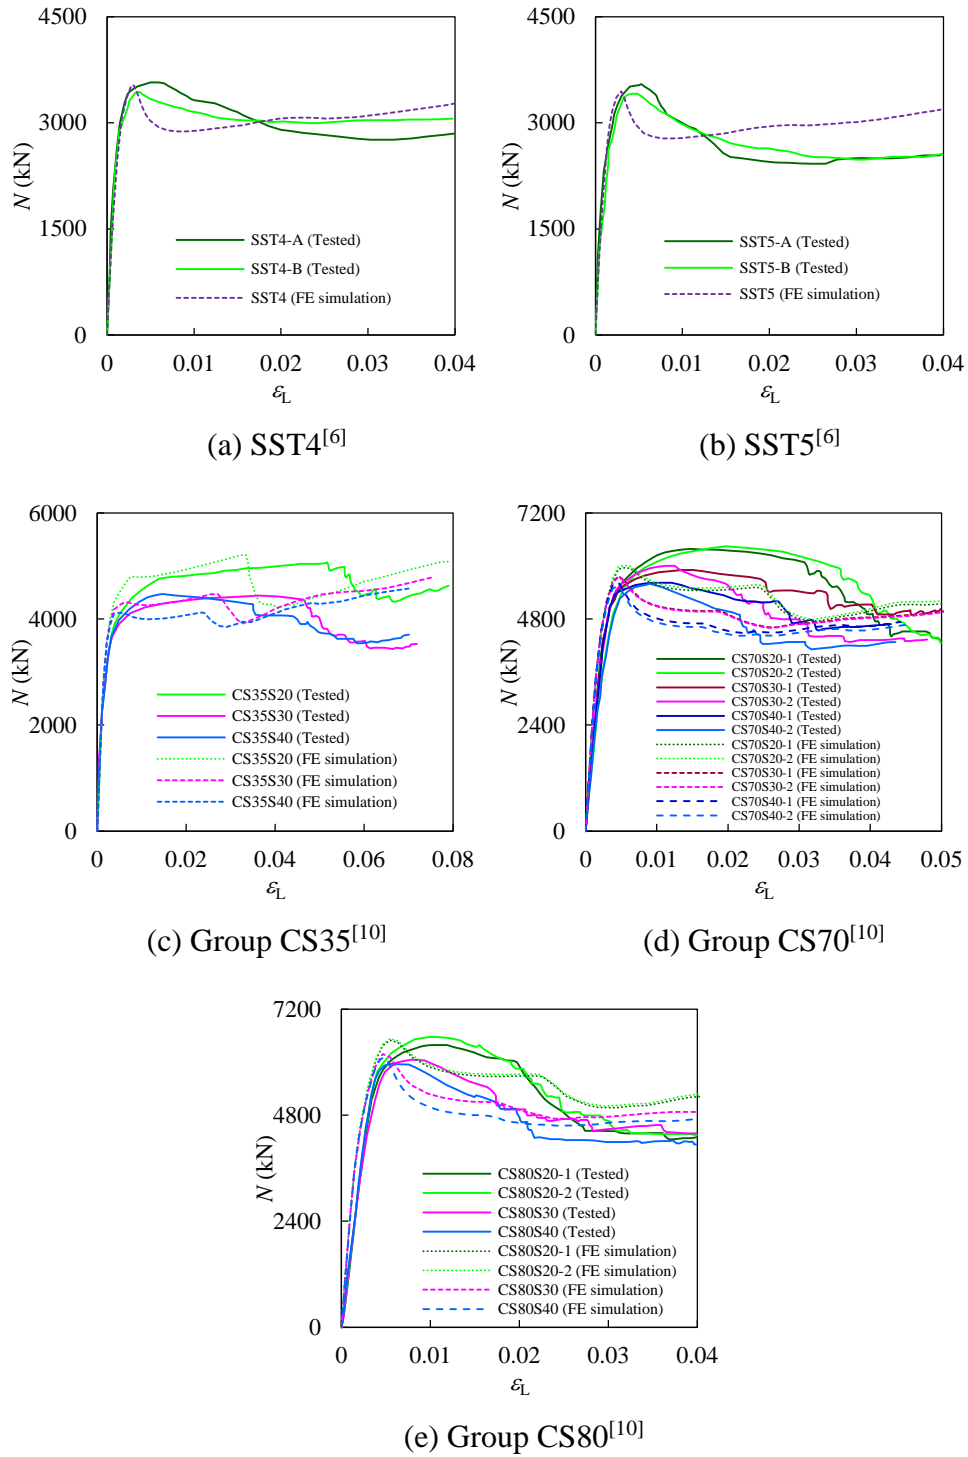 4500
3000
1500
0
N (kN)
SST4-A (Tested)
SST4-B (Tested)
SST4 (FE simulation)
0 0.01 0.02 0.03 0.04
εL
(a) SST4[6]
4500
3000
1500
0
N (kN)
SST5-A (Tested)
SST5-B (Tested)
SST5 (FE simulation)
0 0.01 0.02 0.03 0.04
εL
(b) SST5[6]
6000
4000
2000
0
N (kN)
CS35S20 (Tested)
CS35S30 (Tested)
CS35S40 (Tested)
CS35S20 (FE simulation)
CS35S30 (FE simulation)
CS35S40 (FE simulation)
0 0.02 0.04 0.06 0.08
εL
(c) Group CS35[10]
7200
4800
2400
0
N (kN)
CS70S20-1 (Tested)
CS70S20-2 (Tested)
CS70S30-1 (Tested)
CS70S30-2 (Tested)
CS70S40-1 (Tested)
CS70S40-2 (Tested)
CS70S20-1 (FE simulation)
CS70S20-2 (FE simulation)
CS70S30-1 (FE simulation)
CS70S30-2 (FE simulation)
CS70S40-1 (FE simulation)
CS70S40-2 (FE simulation)
0 0.01 0.02 0.03 0.04 0.05
εL
(d) Group CS70[10]
7200
4800
2400
0
N (kN)
CS80S20-1 (Tested)
CS80S20-2 (Tested)
CS80S30 (Tested)
CS80S40 (Tested)
CS80S20-1 (FE simulation)
CS80S20-2 (FE simulation)
CS80S30 (FE simulation)
CS80S40 (FE simulation)
0 0.01 0.02 0.03 0.04
εL
(e) Group CS80[10]